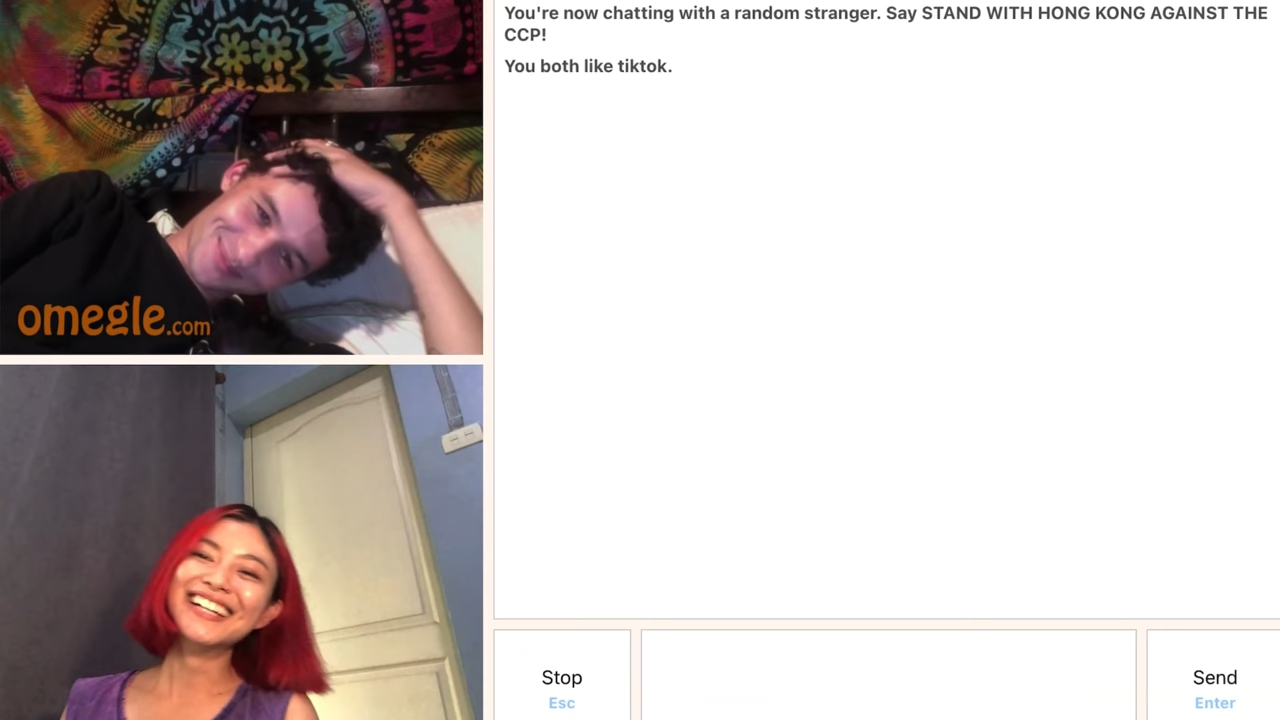 You're now chatting with a random stranger. Say STAND WITH HONG KONG AGAINST THE
CCP!
You both like tiktok.
omegle.com
Stop
Esc
Send
Enter